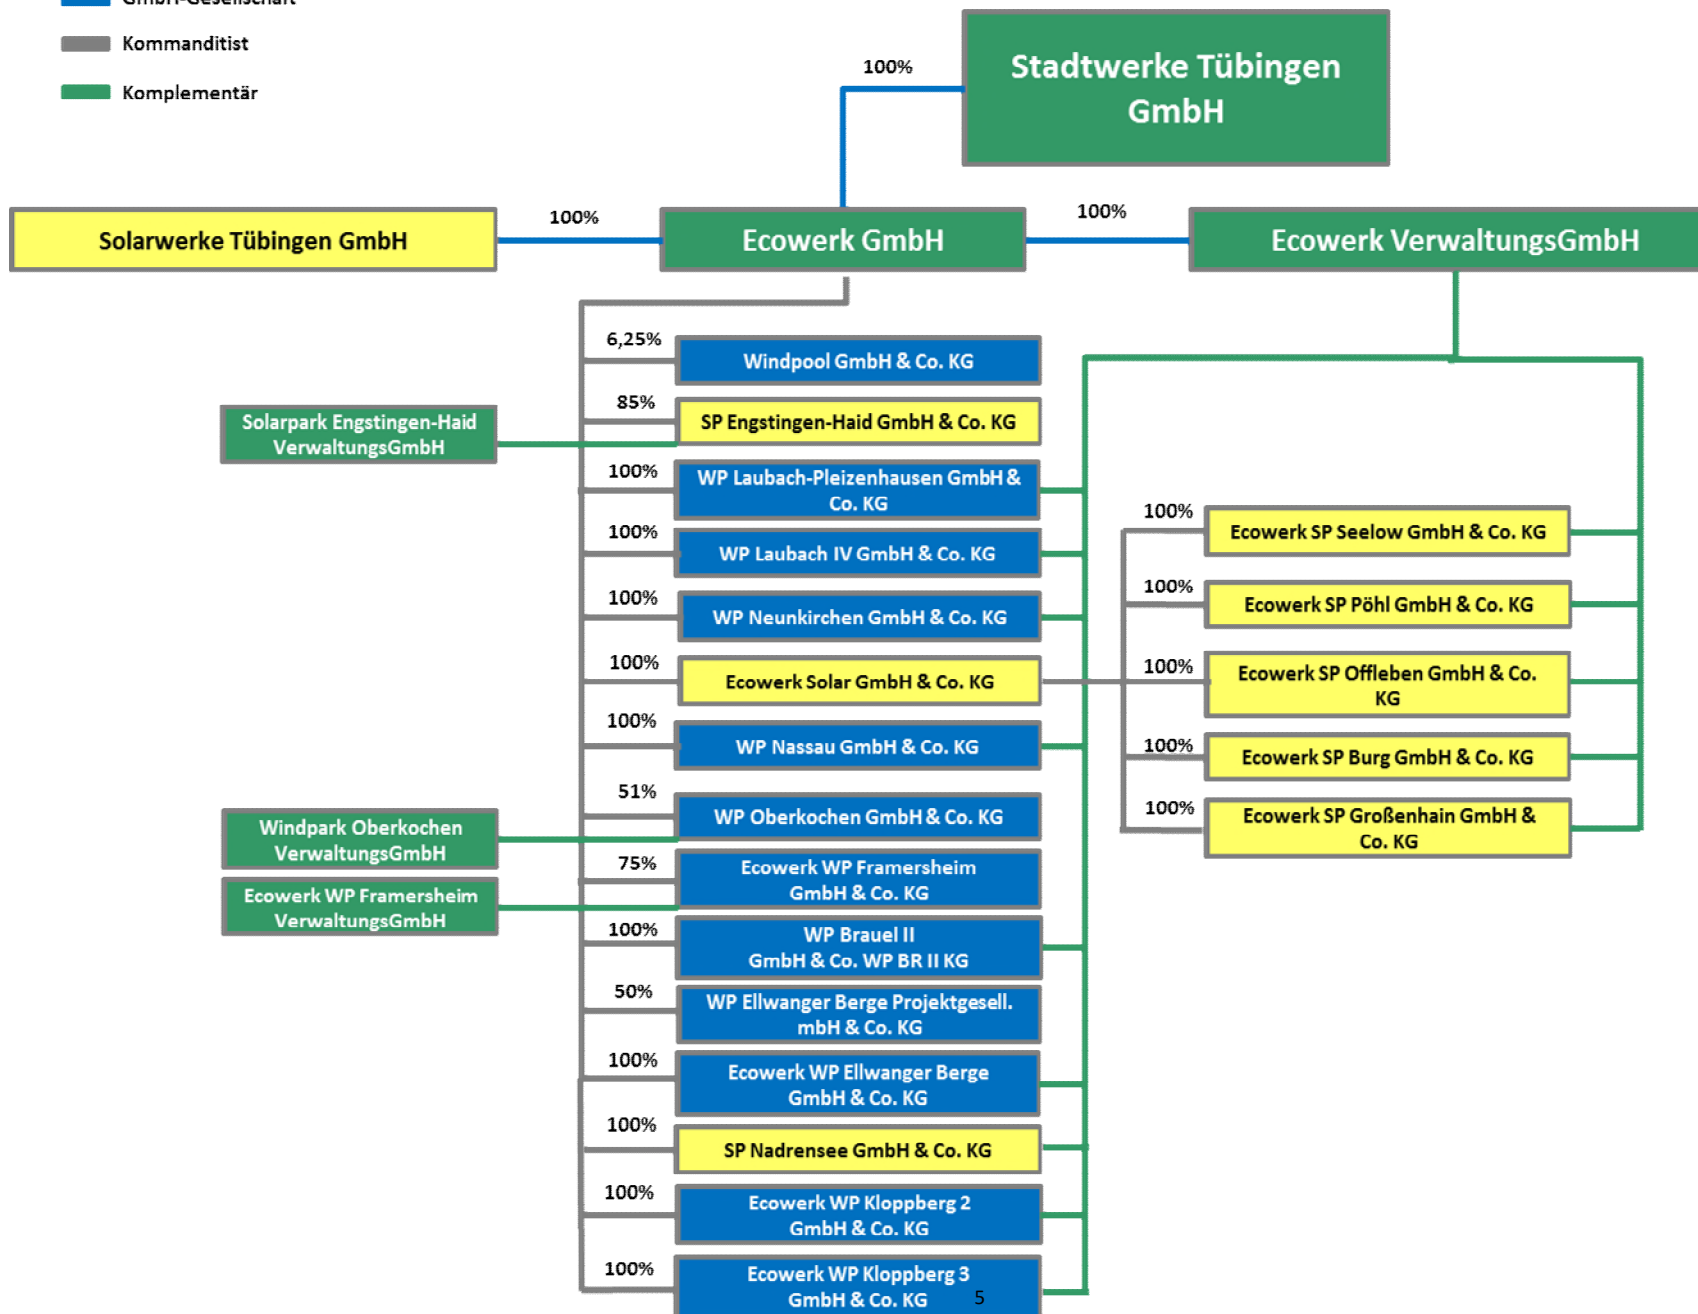 GmbH-Gesellschaft
Kommanditist
Komplementär
100%
Stadtwerke Tübingen
GmbH
Solarwerke Tübingen GmbH
100%
Ecowerk GmbH
100%
Ecowerk VerwaltungsGmbH
6,25%
Windpool GmbH & Co. KG
85%
SP Engstingen-Haid GmbH & Co. KG
Solarpark Engstingen-Haid
VerwaltungsGmbH
100%
WP Laubach-Pleizenhausen GmbH &
Co. KG
100%
WP Laubach IV GmbH & Co. KG
100%
WP Neunkirchen GmbH & Co. KG
100%
Ecowerk Solar GmbH & Co. KG
100%
WP Nassau GmbH & Co. KG
51%
WP Oberkochen GmbH & Co. KG
Windpark Oberkochen
VerwaltungsGmbH
75%
Ecowerk WP Framersheim
GmbH & Co. KG
Ecowerk WP Framersheim
VerwaltungsGmbH
100%
WP Brauel II
GmbH & Co. WP BR II KG
50%
WP Ellwanger Berge Projektgesell.
mbH & Co. KG
100%
Ecowerk WP Ellwanger Berge
GmbH & Co. KG
100%
SP Nadrensee GmbH & Co. KG
100%
Ecowerk WP Kloppberg 2
GmbH & Co. KG
100%
Ecowerk WP Kloppberg 3
GmbH & Co. KG
100%
Ecowerk SP Seelow GmbH & Co. KG
100%
Ecowerk SP Pöhl GmbH & Co. KG
100%
Ecowerk SP Offleben GmbH & Co.
KG
100%
Ecowerk SP Burg GmbH & Co. KG
100%
Ecowerk SP Großenhain GmbH &
Co. KG
5